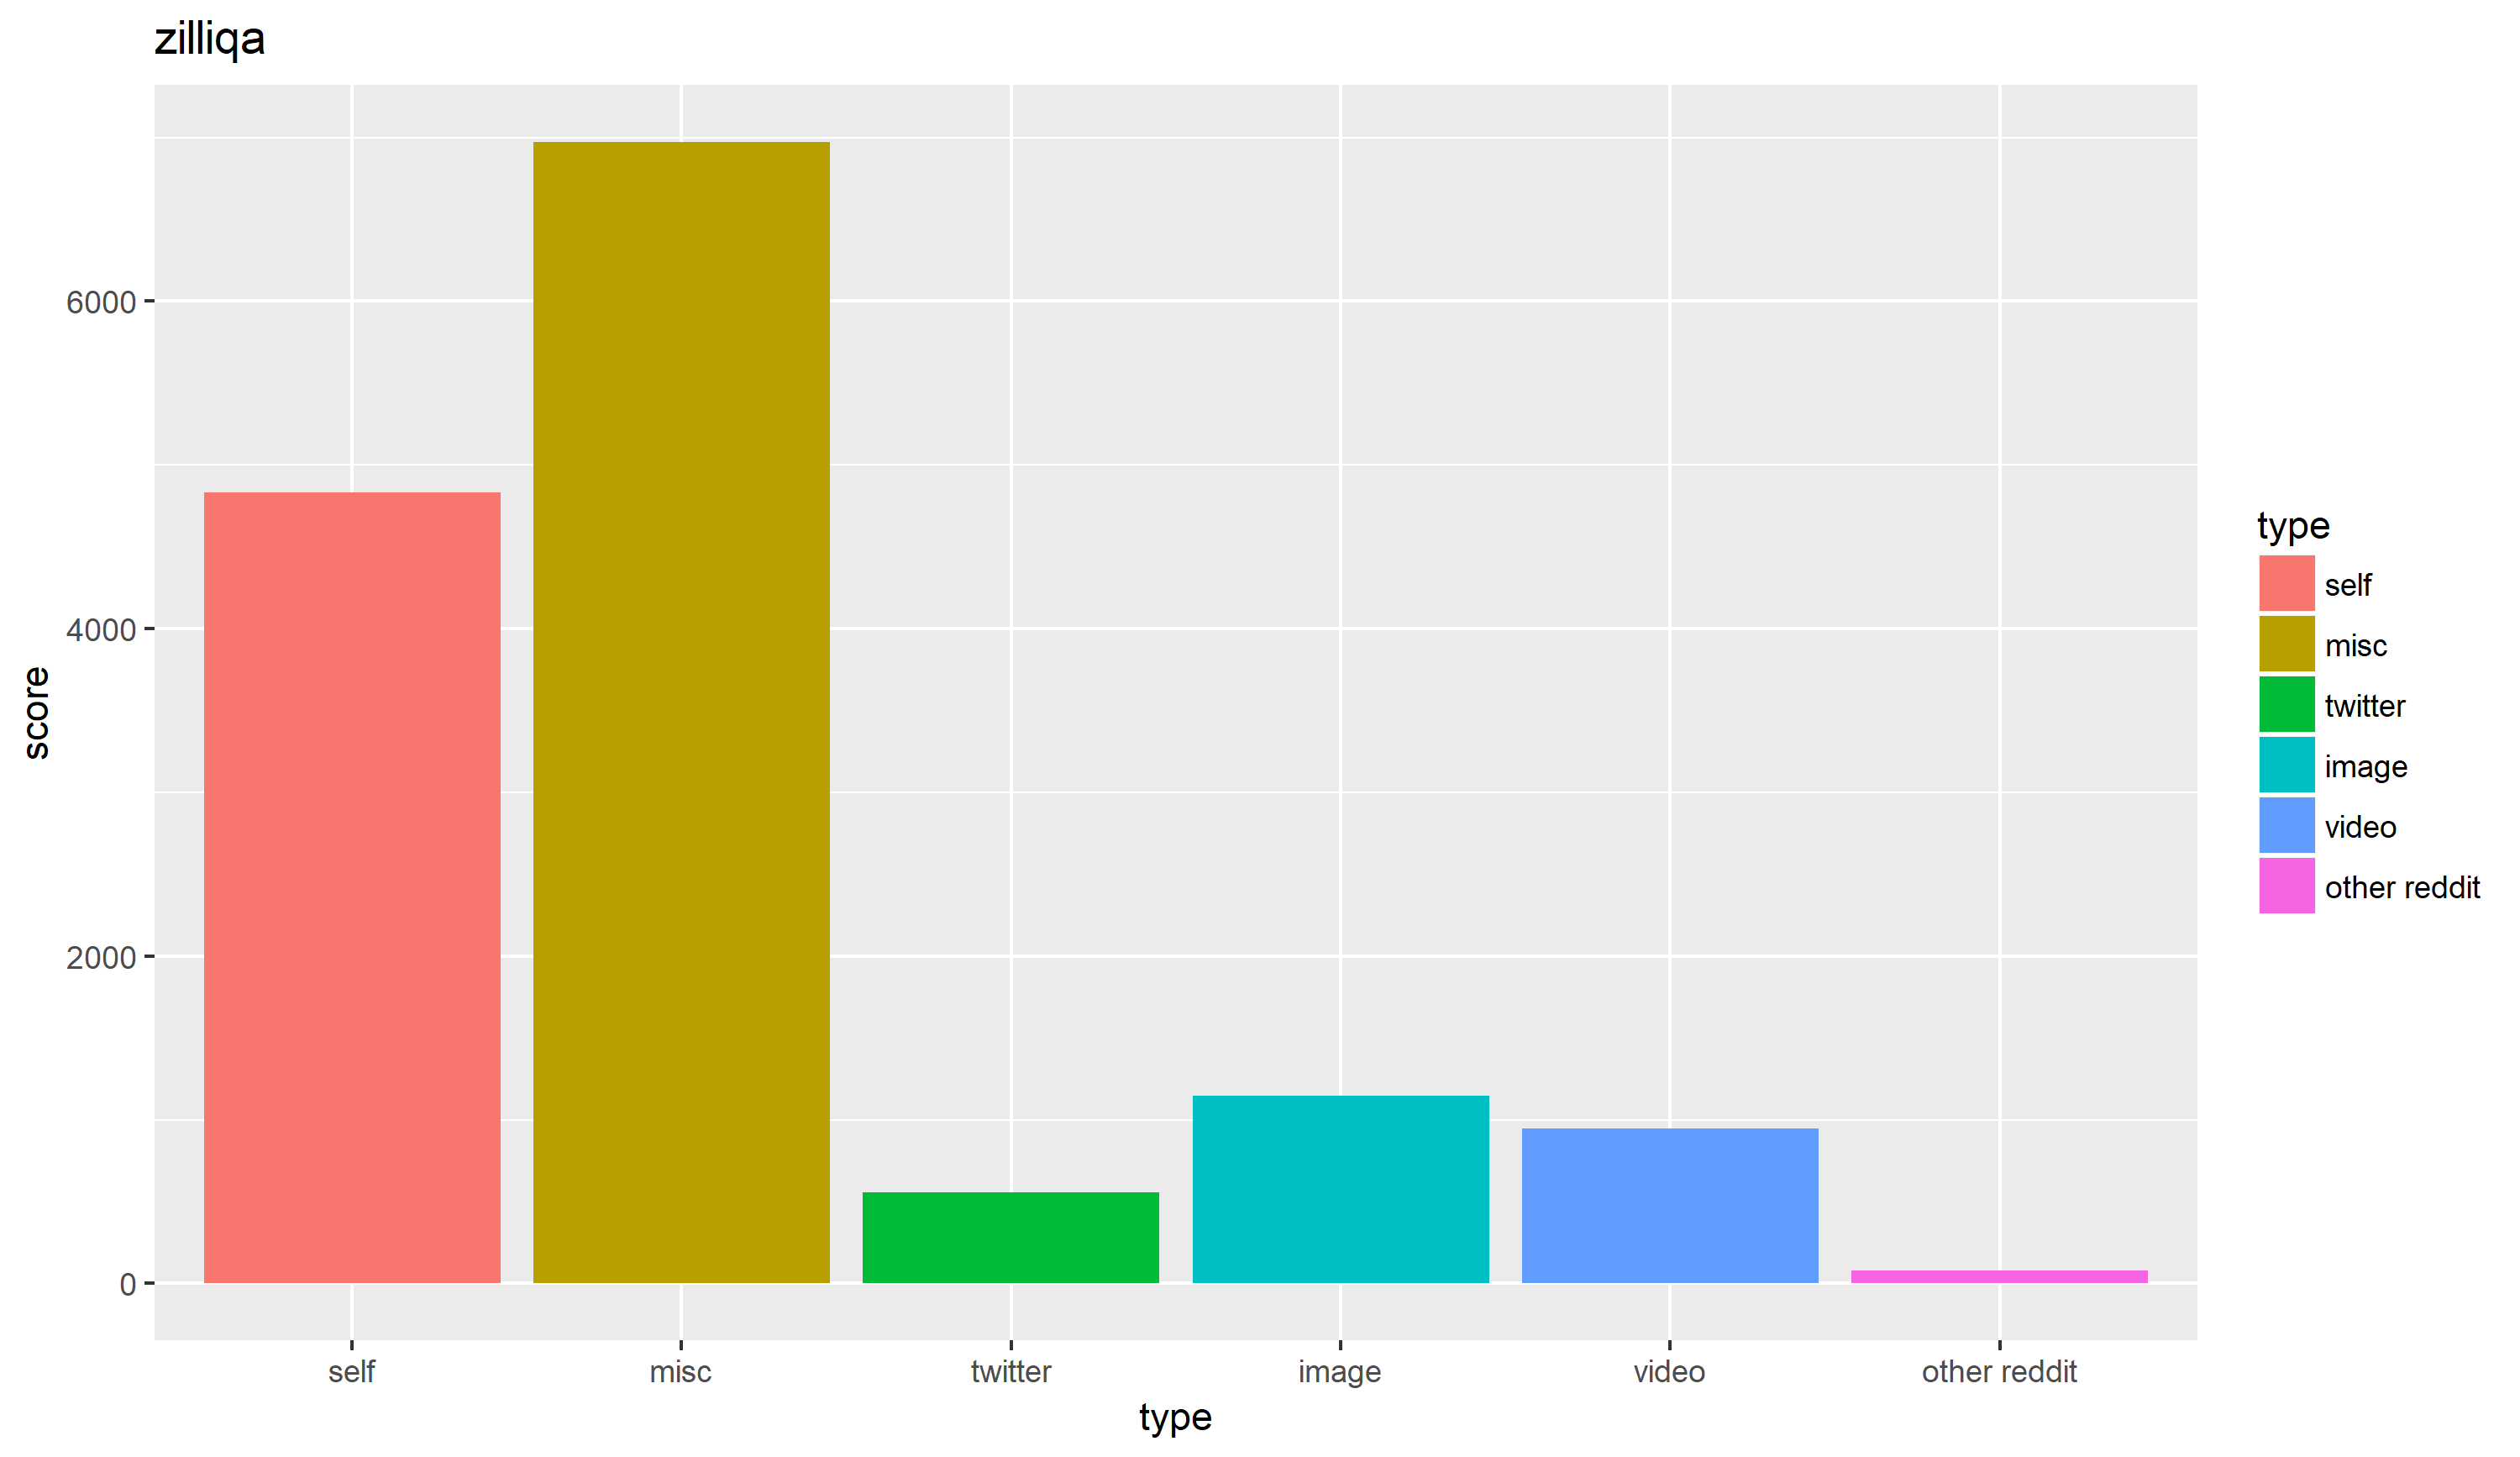 zilliqa
score
6000
4000
2000
0
self
misc
twitter
image
video
other reddit
type
type
self
misc
twitter
image
video
other reddit